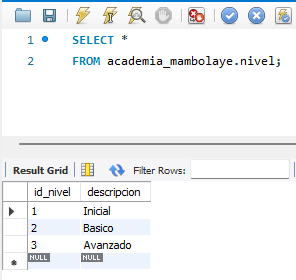 1 SELECT *
2 FROM academia_mambolaye.nivel;
Result Grid Filter Rows:
id_nivel descripcion
1 Inicial
2 Basico
3 Avanzado
NULL NULL